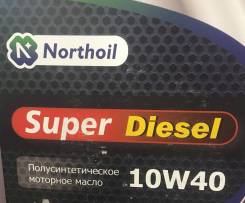 Northoil
Super Diesel
Полусинтетическое
моторное масло 10W40